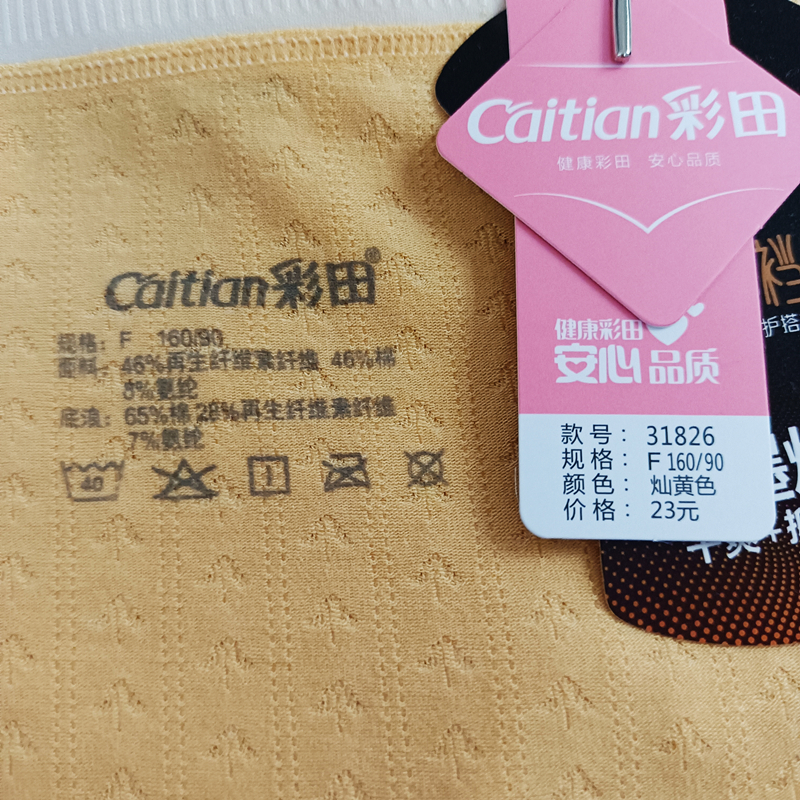 Caitian彩田
健康彩田 安心品质
Caitian彩田®
规格：F 160/90
面料：46%再生纤维素纤维 46%棉
8%氨纶
底浪：65%棉 28%再生纤维素纤维
7%氨纶
40
健康彩田
安心品质
款号：31826
规格：F 160/90
颜色：灿黄色
价格：23元
护搭